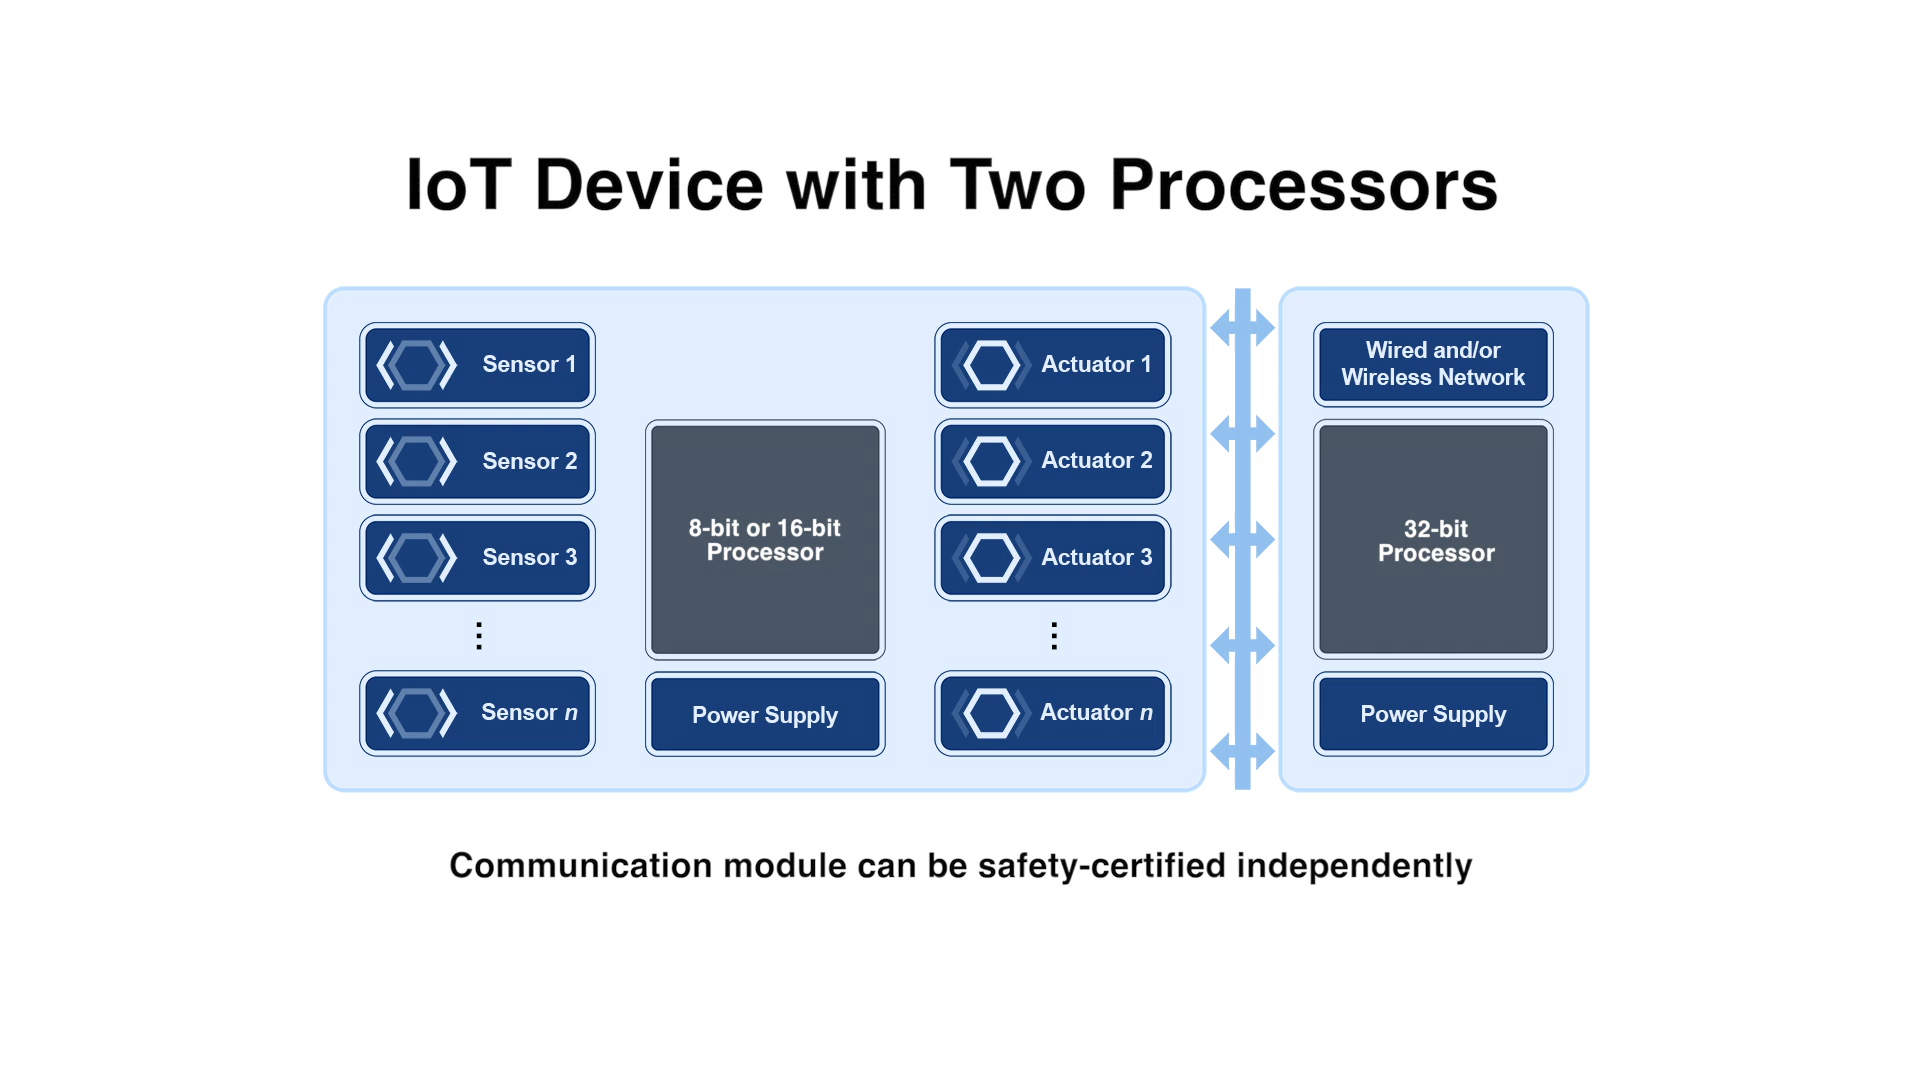 IoT Device with Two Processors
Sensor 1
Sensor 2
Sensor 3
⋮
Sensor n
8-bit or 16-bit
Processor
Power Supply
Actuator 1
Actuator 2
Actuator 3
⋮
Actuator n
Wired and/or
Wireless Network
32-bit
Processor
Power Supply
Communication module can be safety-certified independently